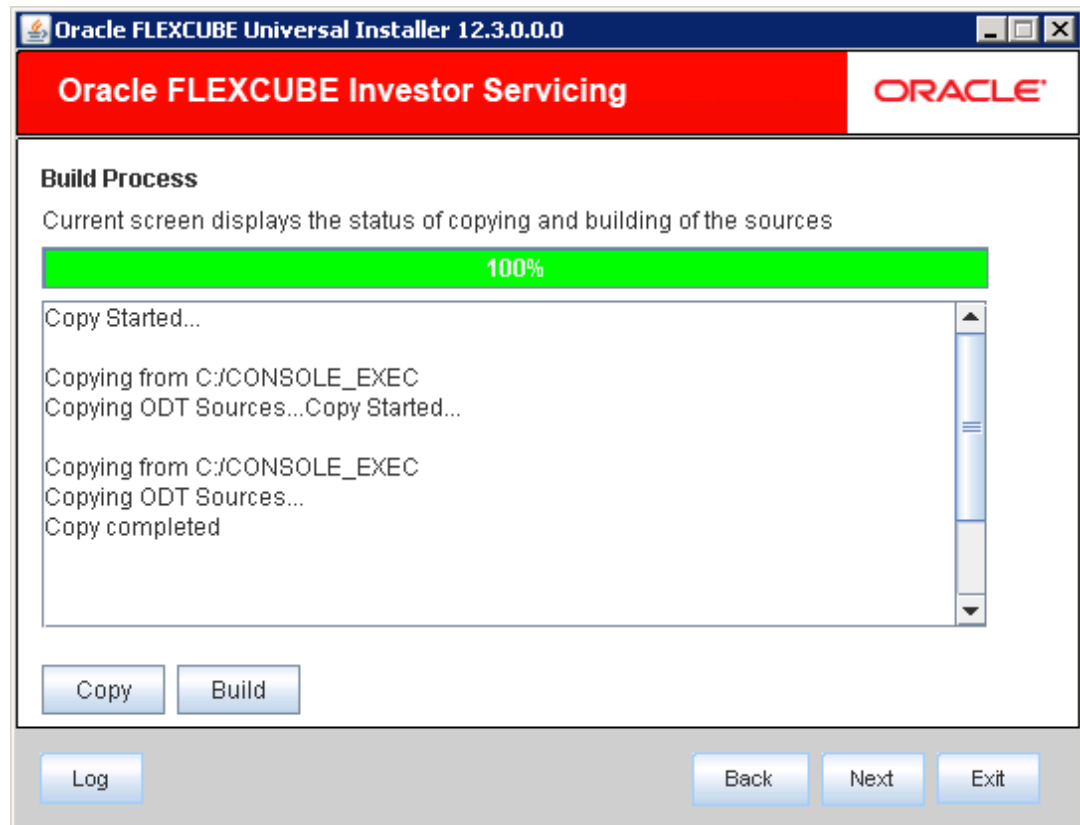 Oracle FLEXCUBE Universal Installer 12.3.0.0.0
Oracle FLEXCUBE Investor Servicing
ORACLE
Build Process
Current screen displays the status of copying and building of the sources
100%
Copy Started...
Copying from C:/CONSOLE_EXEC
Copying ODT Sources...Copy Started...
Copying from C:/CONSOLE_EXEC
Copying ODT Sources...
Copy completed
Copy Build
Log Back Next Exit